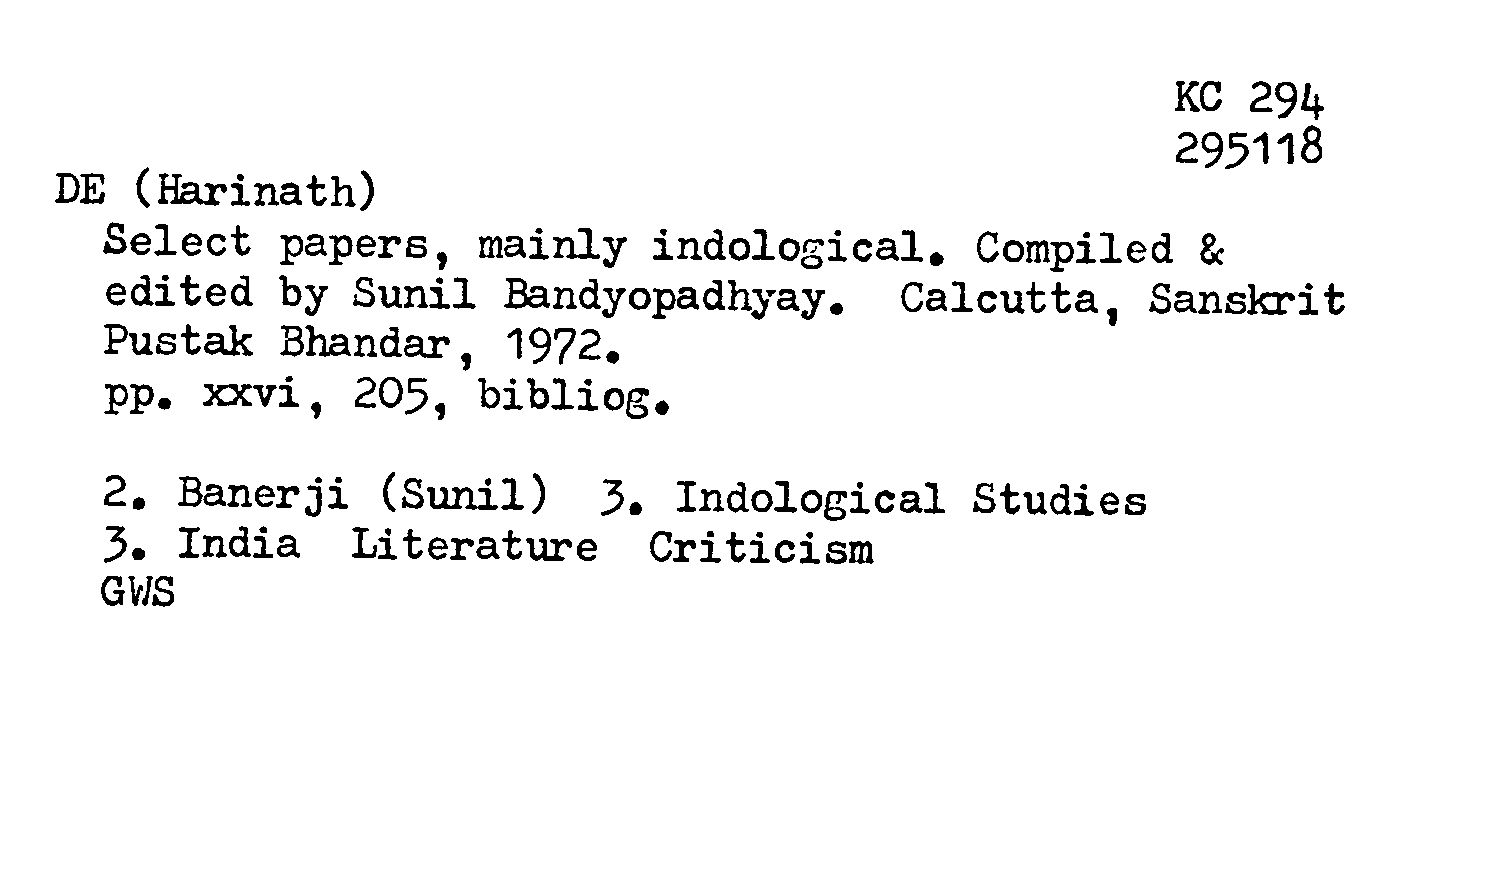 KC 294
295118
DE (Harinath)
Select papers, mainly indological. Compiled &
edited by Sunil Bandyopadhyay. Calcutta, Sanskrit
Pustak Bhandar, 1972.
pp. xxvi, 205, bibliog.
2. Banerji (Sunil) 3. Indological Studies
3. India Literature Criticism
GWS